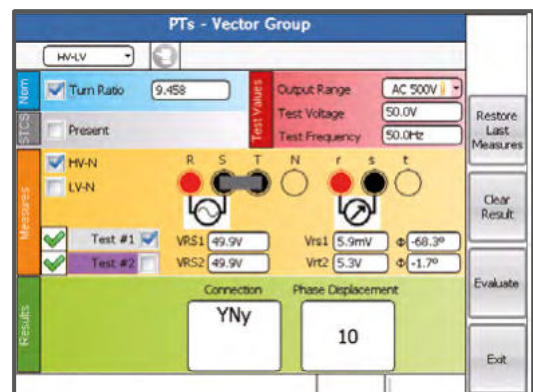 PTs - Vector Group
HV-LV
Nom
Turn Ratio 9.458
STCS
Present
Test Values
Output Range AC 500V
Test Voltage 50.0V
Test Frequency 50.0Hz
Restore
Last
Measures
Clear
Result
Evaluate
Exit
Measures
HV-N
LV-N
R S T N r s t
Test #1 VRS1 49.9V Vrs1 5.9mV Φ -68.3º
Test #2 VRS2 49.9V Vrt2 5.3V Φ -1.7º
Results
Connection Phase Displacement
YNy 10